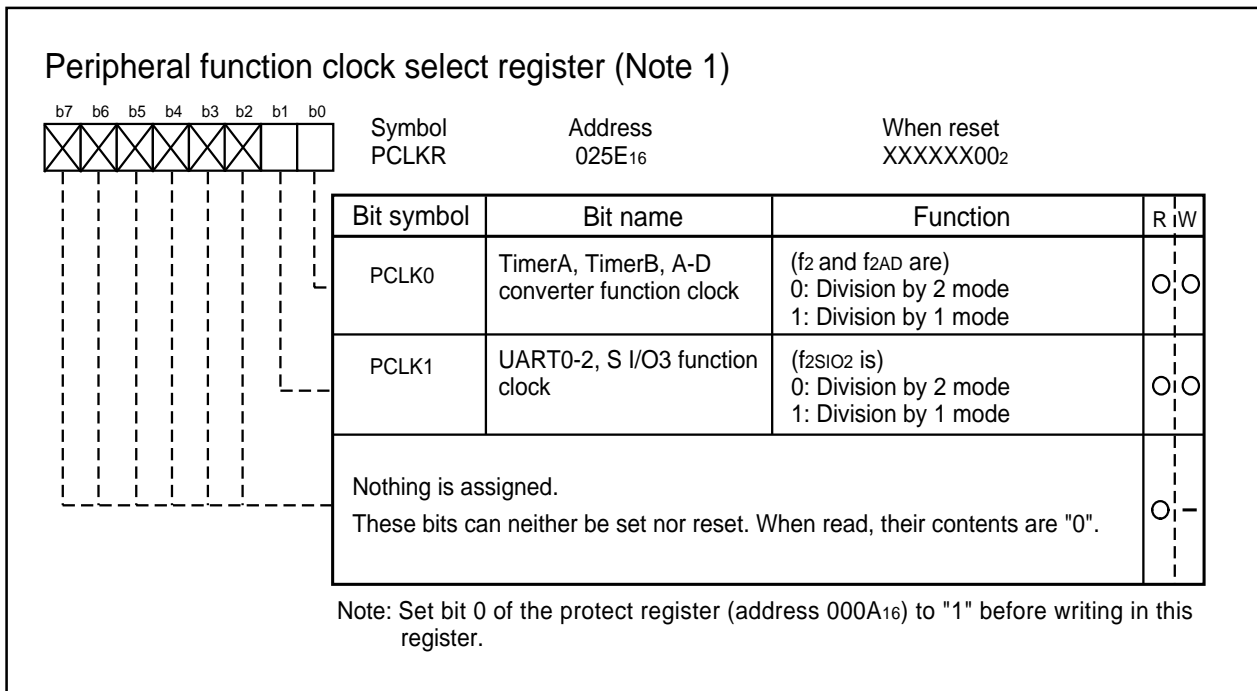 Peripheral function clock select register (Note 1)
b7 b6 b5 b4 b3 b2 b1 b0
Symbol Address When reset
PCLKR 025E16 XXXXXX002
Bit symbol Bit name Function R W
PCLK0 TimerA, TimerB, A-D (f2 and f2AD are)
converter function clock 0: Division by 2 mode
1: Division by 1 mode
PCLK1 UART0-2, S I/O3 function (f2SIO2 is)
clock 0: Division by 2 mode
1: Division by 1 mode
Nothing is assigned.
These bits can neither be set nor reset. When read, their contents are "0".
Note: Set bit 0 of the protect register (address 000A16) to "1" before writing in this
register.